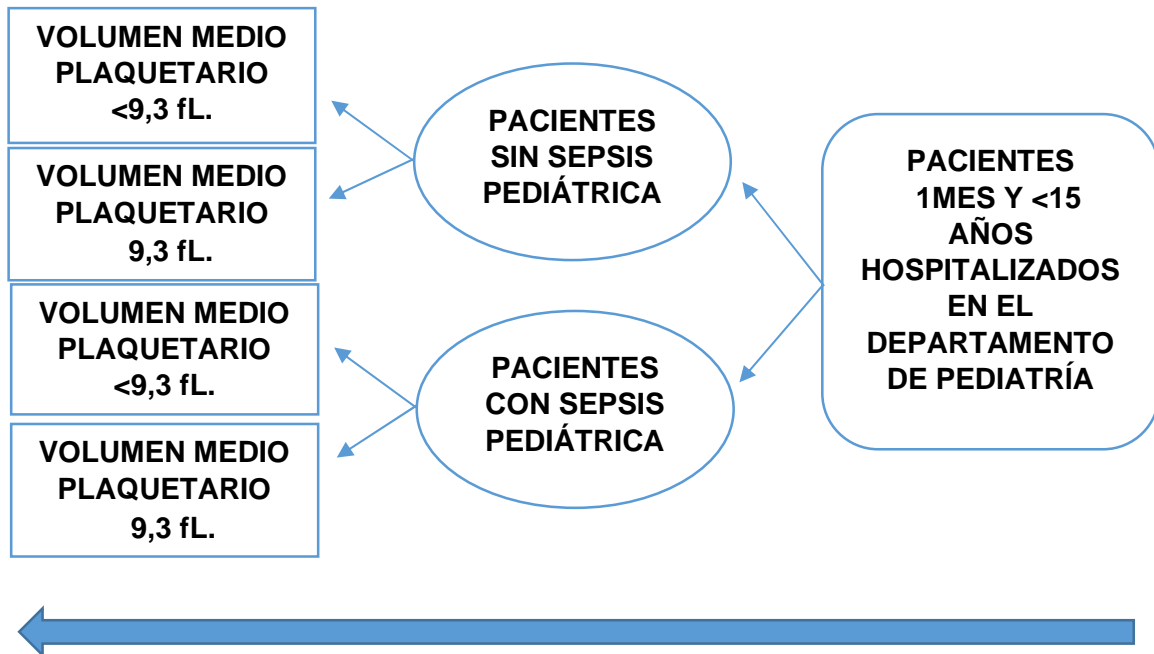 VOLUMEN MEDIO
PLAQUETARIO
<9,3 fL.
VOLUMEN MEDIO
PLAQUETARIO
9,3 fL.
VOLUMEN MEDIO
PLAQUETARIO
<9,3 fL.
VOLUMEN MEDIO
PLAQUETARIO
9,3 fL.
PACIENTES
SIN SEPSIS
PEDIÁTRICA
PACIENTES
CON SEPSIS
PEDIÁTRICA
PACIENTES
1MES Y <15
AÑOS
HOSPITALIZADOS
EN EL
DEPARTAMENTO
DE PEDIATRÍA